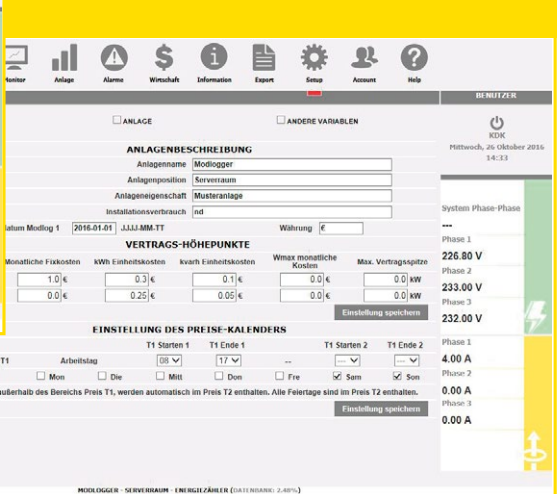 Monitor Anlage Alarme Wirtschaft Information Export Setup Account Help
BENUTZER
KDK
Mittwoch, 26 Oktober 2016
14:33
ANLAGE ANDERE VARIABLEN
ANLAGENBESCHREIBUNG
Anlagenname Modlogger
Anlagenposition Serverraum
Anlageneigenschaft Musteranlage
Installationsverbrauch nd
datum Modlog 1 2016-01-01 JJJJ-MM-TT Währung €
VERTRAGS-HÖHEPUNKTE
Monatliche Fixkosten kWh Einheitskosten kvarh Einheitskosten Wmax monatliche Kosten Max. Vertragsspitze
1.0 € 0.3 € 0.1 € 0.0 € 0.0 kW
0.0 € 0.25 € 0.05 € 0.0 € 0.0 kW
Einstellung speichern
EINSTELLUNG DES PREISE-KALENDERS
T1 Starten 1 T1 Ende 1 T1 Starten 2 T1 Ende 2
T1 Arbeitslag 08 17 -- --- ---
Mon Die Mitt Don Fre Sam Son
außerhalb des Bereichs Preis T1, werden automatisch im Preis T2 enthalten. Alle Feiertage sind im Preis T2 enthalten.
Einstellung speichern
System Phase-Phase
---
Phase 1
226.80 V
Phase 2
233.00 V
Phase 3
232.00 V
Phase 1
4.00 A
Phase 2
0.00 A
Phase 3
0.00 A
MODLOGGER - SERVERRAUM - ENERGIEZÄHLER (DATENBANK: 2.48%)